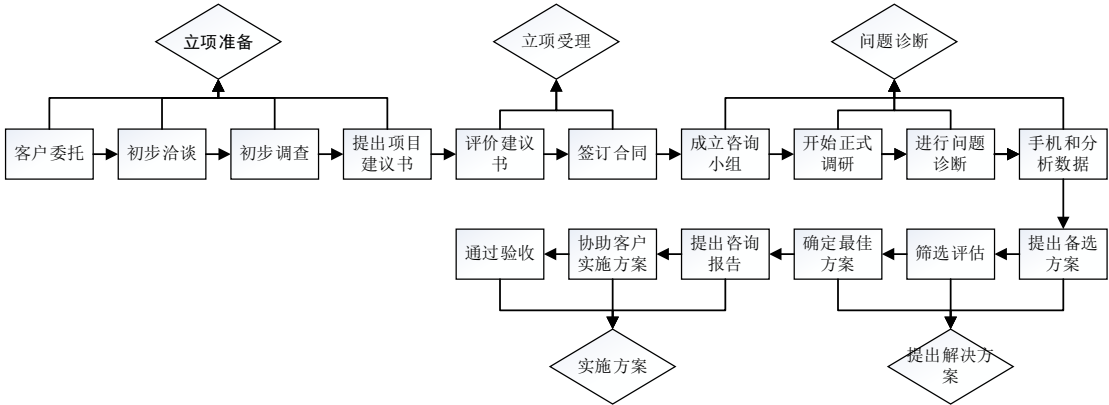 立项准备
立项受理
问题诊断
客户委托
初步洽谈
初步调查
提出项目
建议书
评价建议
书
签订合同
成立咨询
小组
开始正式
调研
进行问题
诊断
手机和分
析数据
通过验收
协助客户
实施方案
提出咨询
报告
确定最佳
方案
筛选评估
提出备选
方案
实施方案
提出解决方
案